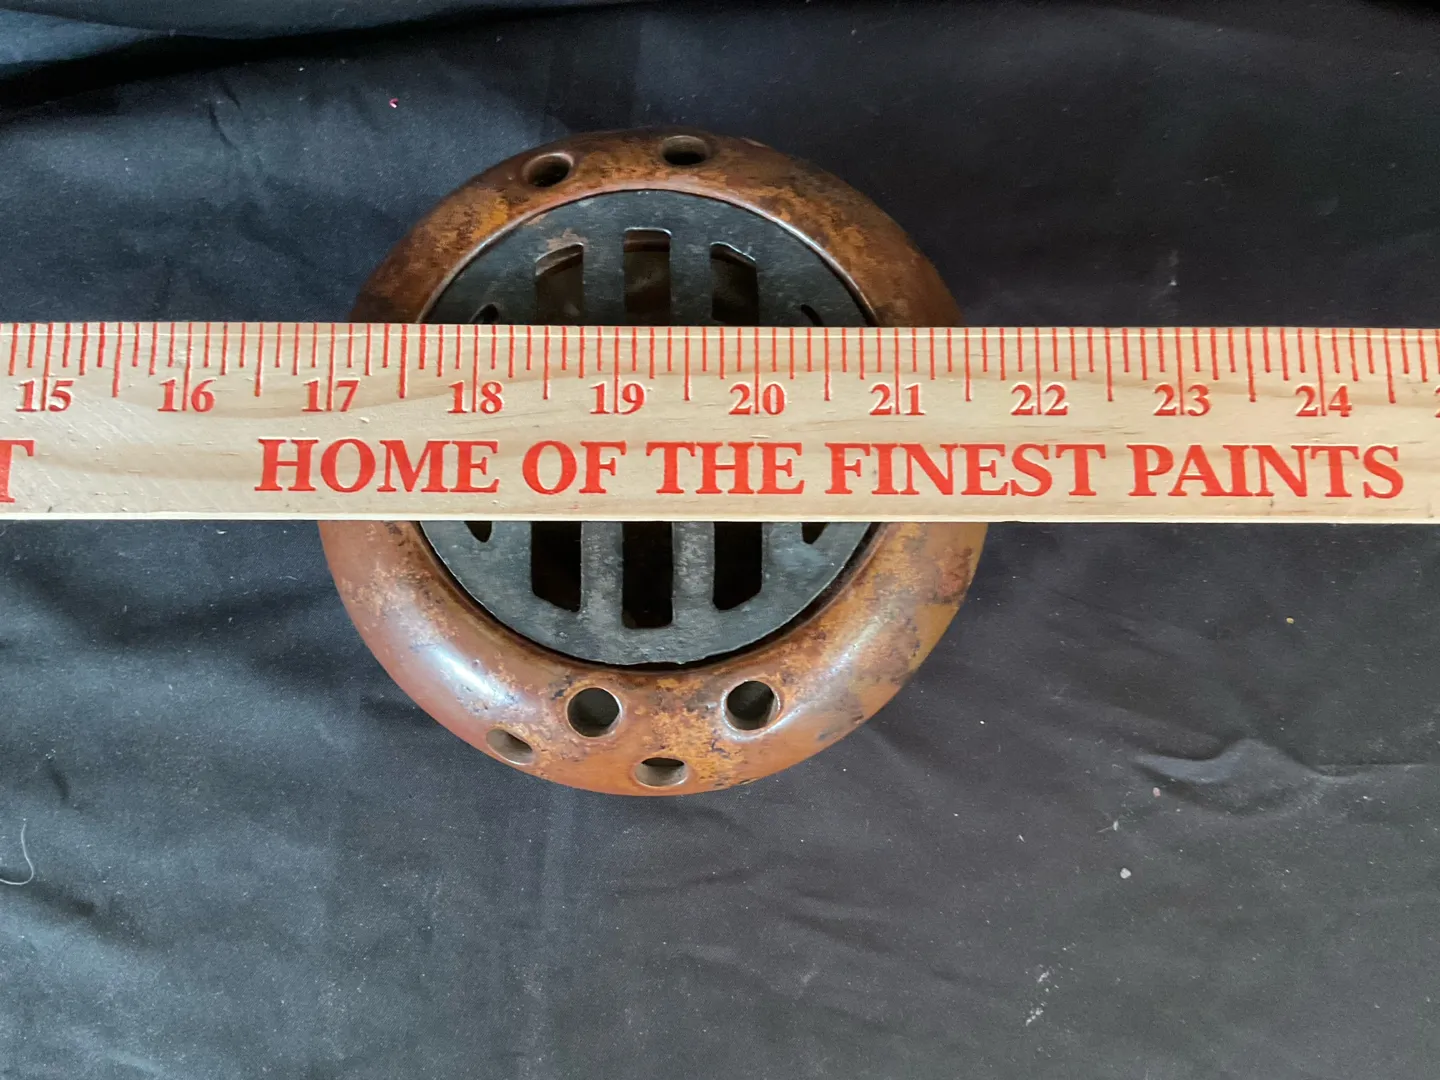 15 16 17 18 19 20 21 22 23 24
HOME OF THE FINEST PAINTS